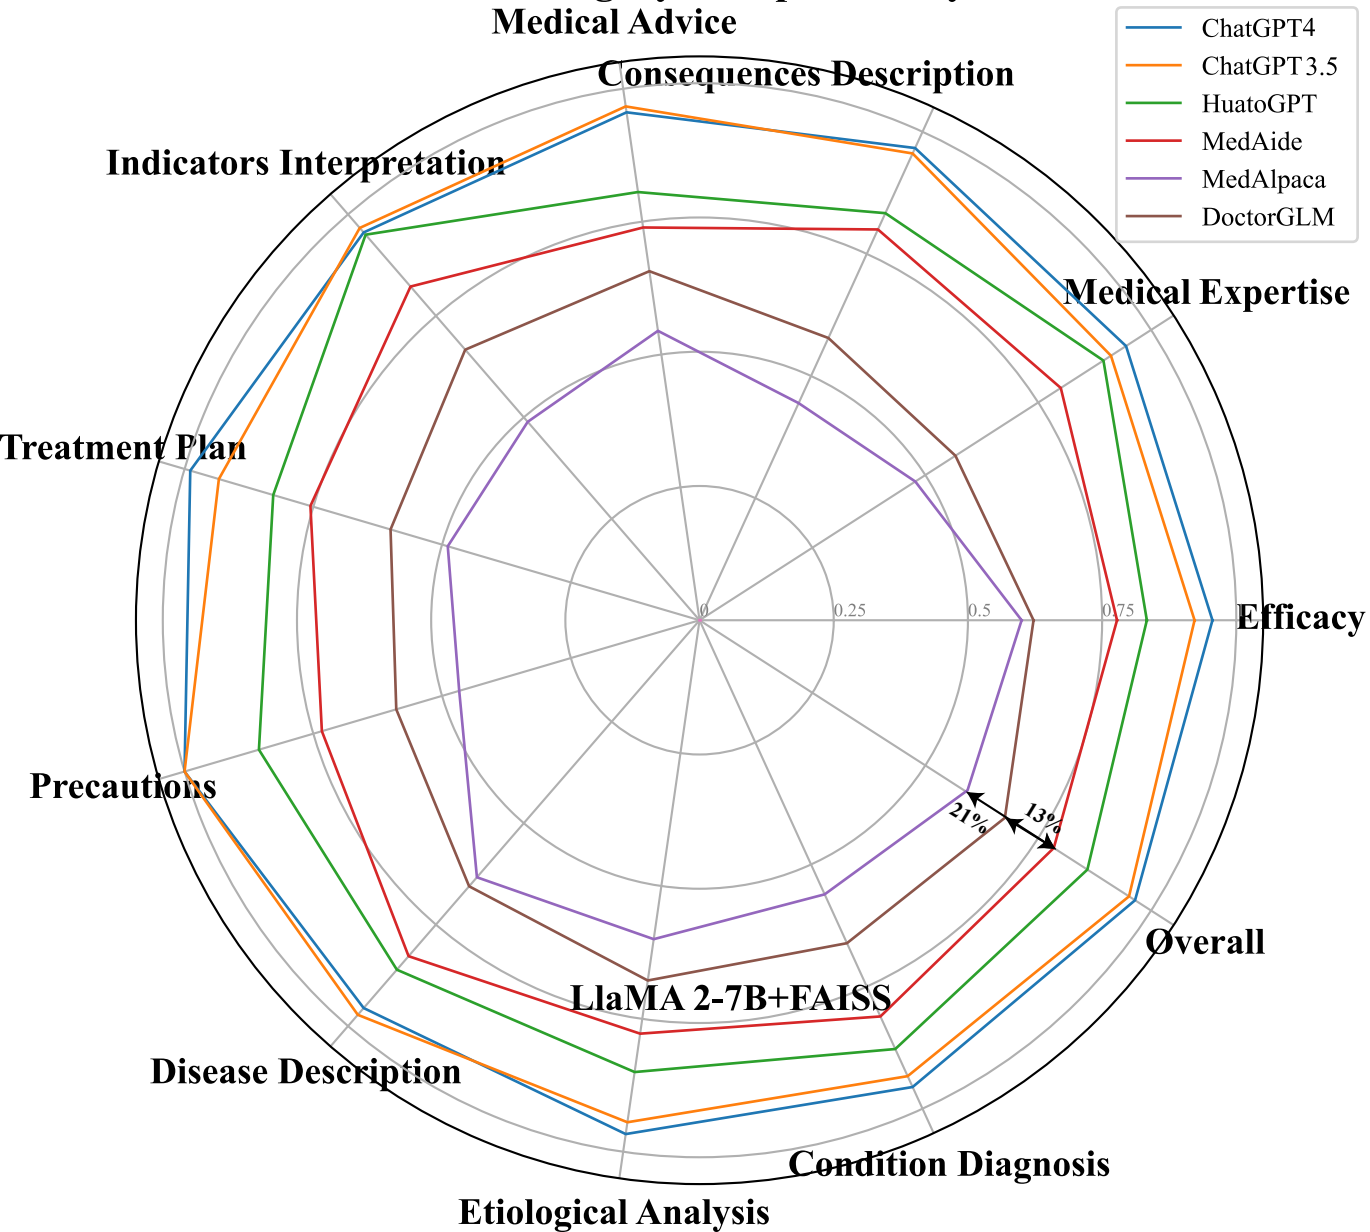 Medical Advice
Consequences Description
Indicators Interpretation
Medical Expertise
Treatment Plan
Efficacy
Precautions
Overall
Disease Description
Condition Diagnosis
Etiological Analysis
LlaMA 2-7B+FAISS
0
0.25
0.5
0.75
21%
13%
ChatGPT4
ChatGPT3.5
HuatoGPT
MedAide
MedAlpaca
DoctorGLM